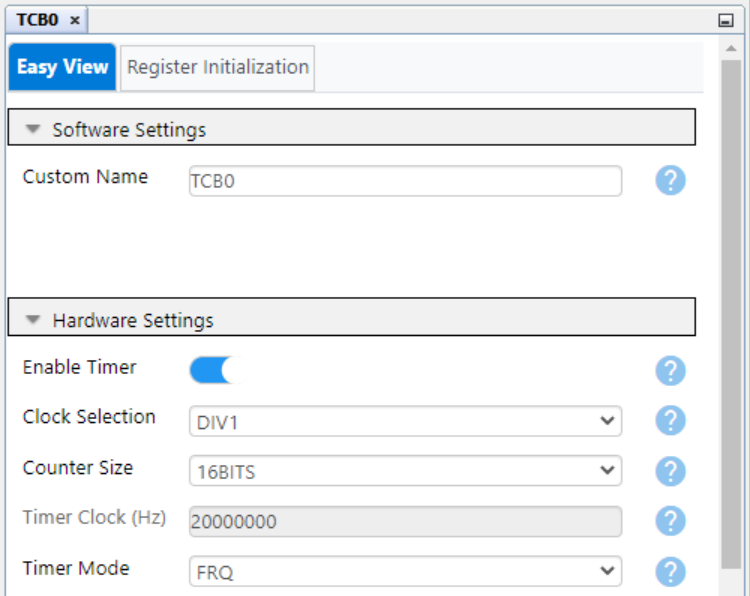 TCB0 ×
Easy View Register Initialization
Software Settings
Custom Name TCB0 ?
Hardware Settings
Enable Timer ?
Clock Selection DIV1 ?
Counter Size 16BITS ?
Timer Clock (Hz) 20000000 ?
Timer Mode FRQ ?